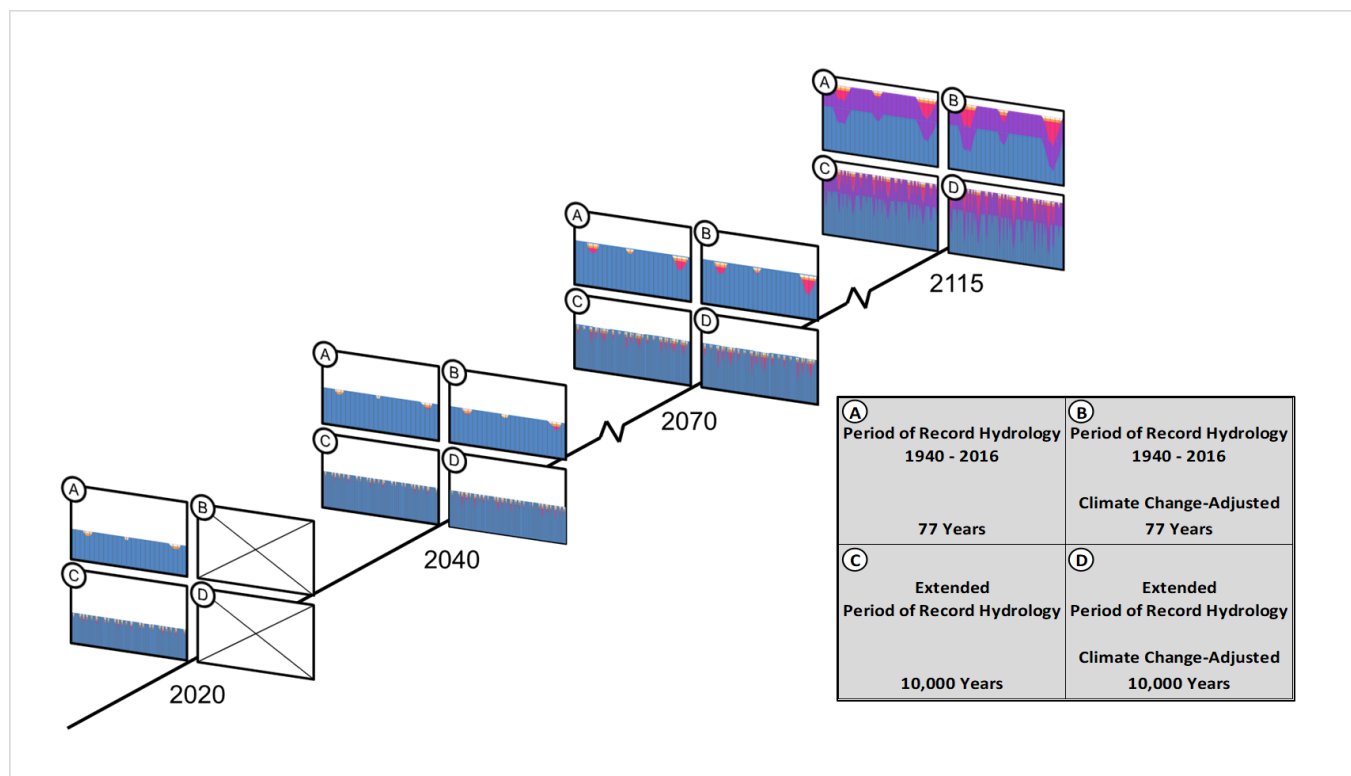 A
B
C
D
2115
A
B
C
D
2070
A
B
C
D
2040
A
B
C
D
2020
A
Period of Record Hydrology
1940 - 2016
77 Years
B
Period of Record Hydrology
1940 - 2016
Climate Change-Adjusted
77 Years
C
Extended
Period of Record Hydrology
10,000 Years
D
Extended
Period of Record Hydrology
Climate Change-Adjusted
10,000 Years